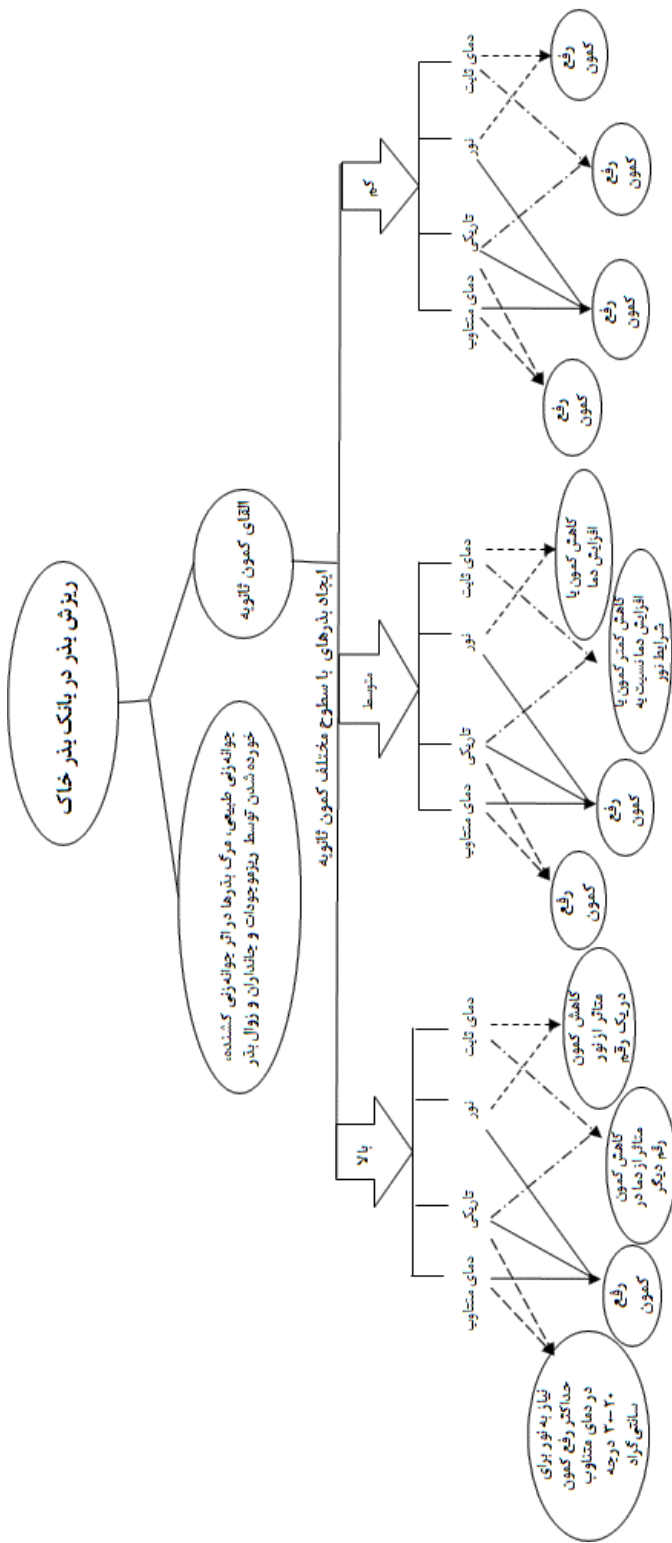 ریزش بذر در بانک بذر خاک
القای کمون ثانویه
جوانه‌زنی طبیعی، مرگ بذرها در اثر جوانه‌زنی کشنده،
خورده شدن توسط ریزموجودات و جانداران و زوال بذر
ایجاد بذرهای با سطوح مختلف کمون ثانویه
کم
متوسط
بالا
دمای ثابت
نور
تاریکی
دمای متناوب
رفع
کمون
رفع
کمون
رفع
کمون
رفع
کمون
دمای ثابت
نور
تاریکی
دمای متناوب
کاهش کمون با
افزایش دما
کاهش کمتر کمون با
افزایش دما نسبت به
شرایط نور
رفع
کمون
رفع
کمون
دمای ثابت
نور
تاریکی
دمای متناوب
کاهش کمون
متاثر از نور
در یک رقم
کاهش کمون
متاثر از دما در
رقم دیگر
رفع
کمون
نیاز به نور برای
حداکثر رفع کمون
در دمای متناوب
۲۰-۳۰ درجه
سانتی‌گراد